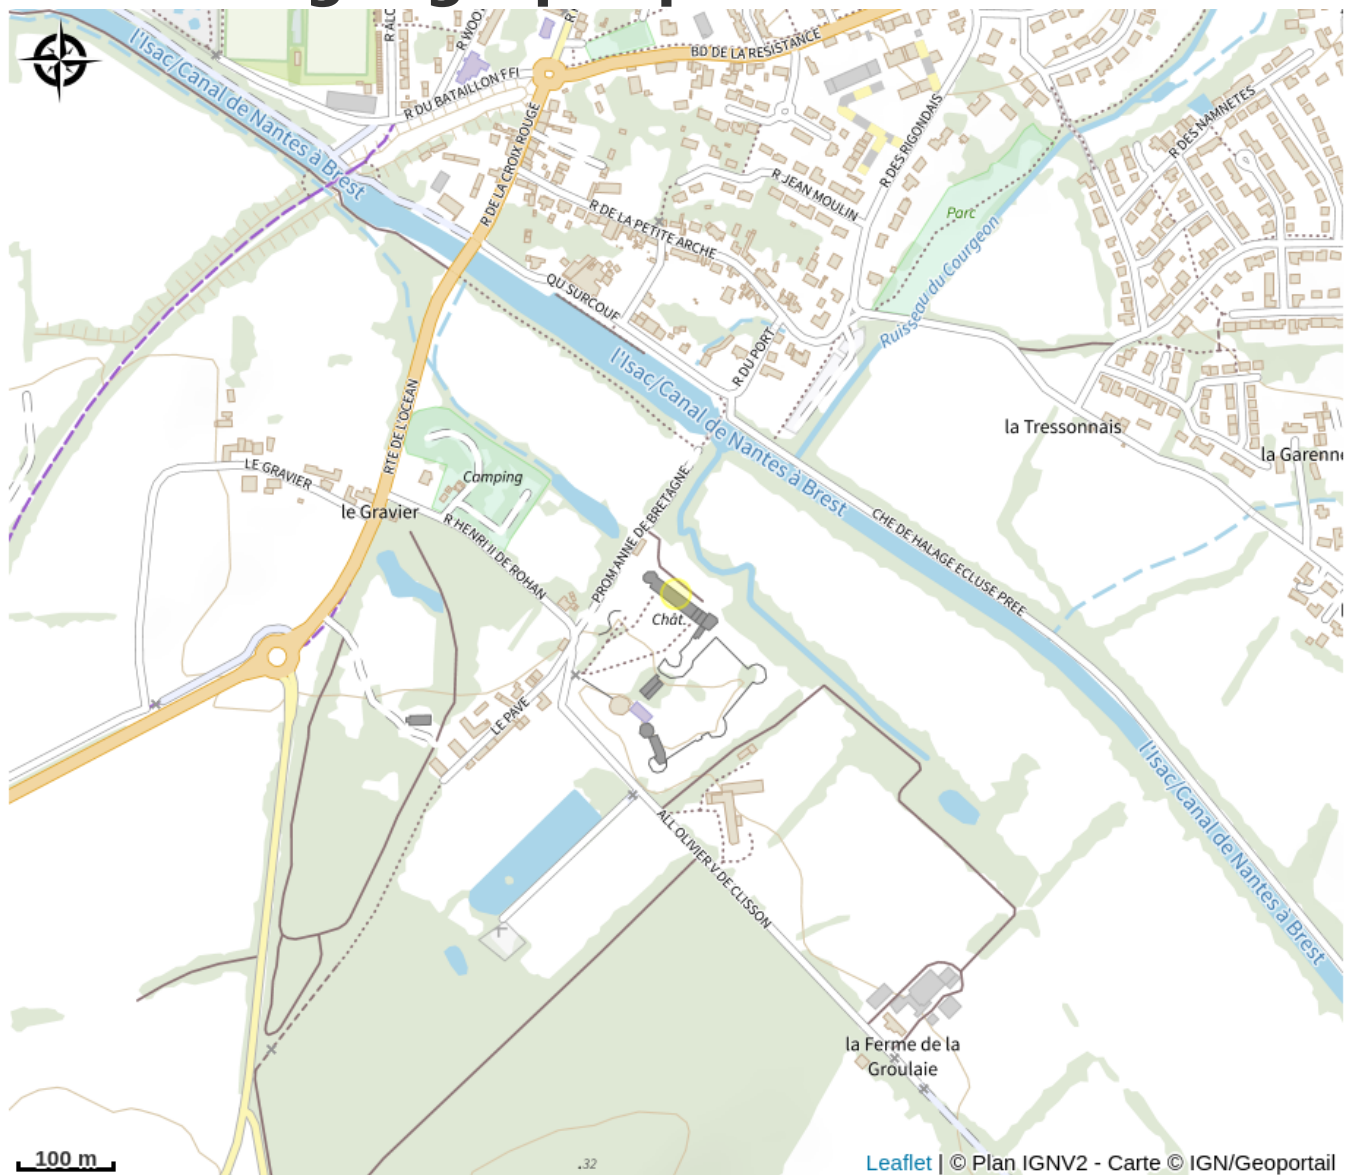 R WOO
l'Isac/Canal de Nantes à Brest
R DU BATAILLON FFI
BD DE LA RESISTANCE
R DE LA CROIX ROUGE
R DES RIGONDAIS
R DES NAMNETES
R JEAN MOULIN
R DE LA PETITE ARCHE
Parc
Ruisseau du Courgeon
QU SURCOUF
R DU PORT
l'Isac/Canal de Nantes à Brest
RTE DE L'OCEAN
la Tressonnais
la Garenne
LE GRAVIER
Camping
le Gravier
R HENRI II DE ROHAN
PROM ANNE DE BRETAGNE
CHE DE HALAGE ECLUSE PREE
Chât.
LE PAVE
l'Isac/Canal de Nantes à Brest
ALL OLIVIER V DE CLISSON
la Ferme de la
Groulaie
.32
100 m
Leaflet | © Plan IGNV2 - Carte © IGN/Geoportail